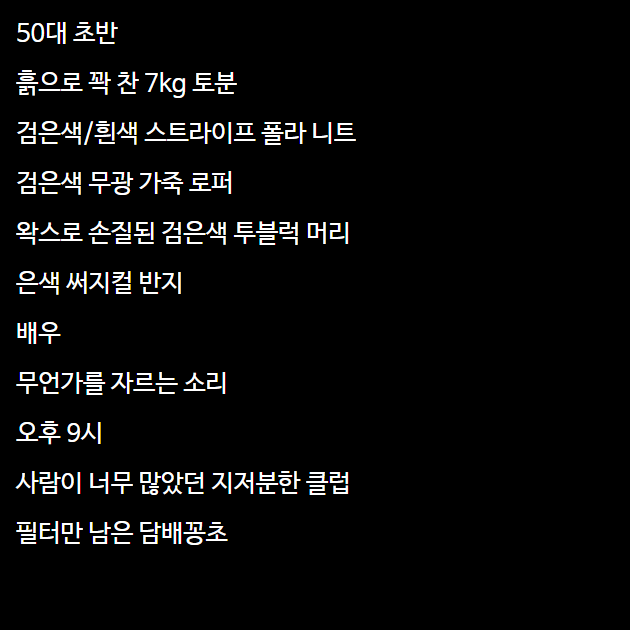 50대 초반
흙으로 꽉 찬 7kg 토분
검은색/흰색 스트라이프 폴라 니트
검은색 무광 가죽 로퍼
왁스로 손질된 검은색 투블럭 머리
은색 써지컬 반지
배우
무언가를 자르는 소리
오후 9시
사람이 너무 많았던 지저분한 클럽
필터만 남은 담배꽁초